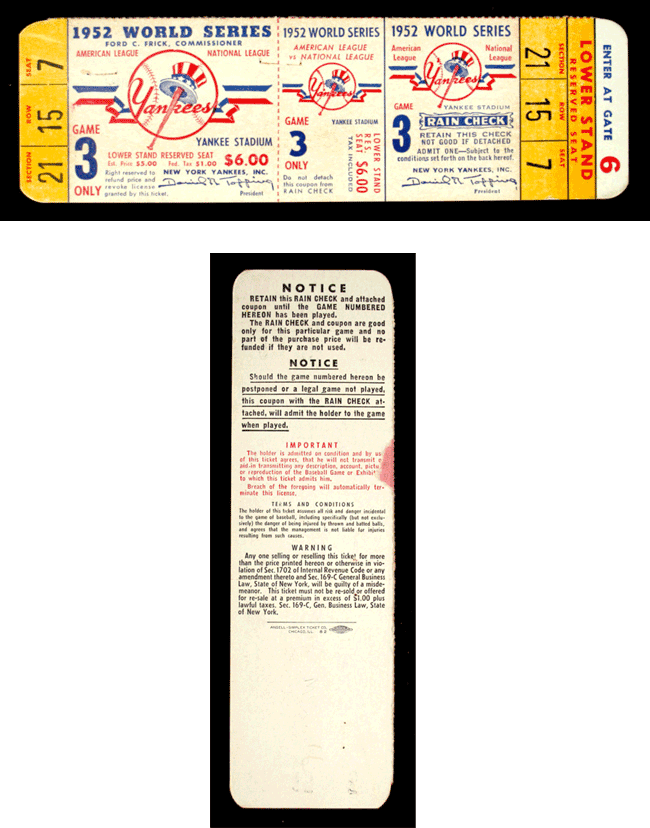 SEAT 7
ROW 15
SECTION 21
1952 WORLD SERIES
FORD C. FRICK, COMMISSIONER
AMERICAN LEAGUE NATIONAL LEAGUE
Yankees
GAME
3
ONLY
YANKEE STADIUM
LOWER STAND RESERVED SEAT $6.00
Est. Price $5.00 Fed. Tax $1.00
Right reserved to
refund price and
revoke license
granted by this ticket.
NEW YORK YANKEES, INC.
Daniel R. Topping
President
1952 WORLD SERIES
AMERICAN LEAGUE
vs NATIONAL LEAGUE
Yankees
YANKEE STADIUM
GAME
3
ONLY
Do not detach
this coupon from
RAIN CHECK
LOWER STAND
RES. SEAT $6.00
TAX INCLUDED
1952 WORLD SERIES
American
League
National
League
Yankees
YANKEE STADIUM
GAME
3
RAIN CHECK
RETAIN THIS CHECK
NOT GOOD IF DETACHED
ADMIT ONE—Subject to the
conditions set forth on the back hereof.
NEW YORK YANKEES, INC.
Daniel R. Topping
President
21 SECTION
15 ROW
7 SEAT
LOWER STAND
RESERVED SEAT
ENTER AT GATE 6
NOTICE
RETAIN this RAIN CHECK and attached
coupon until the GAME NUMBERED
HEREON has been played.
The RAIN CHECK and coupon are good
only for this particular game and no
part of the purchase price will be re-
funded if they are not used.
NOTICE
Should the game numbered hereon be
postponed or a legal game not played,
this coupon with the RAIN CHECK at-
tached, will admit the holder to the game
when played.
IMPORTANT
The holder is admitted on condition and by us
of this ticket agrees, that he will not transmit o
aid in transmitting any description, account, pictu
or reproduction of the Baseball Game or Exhibit
to which this ticket admits him.
Breach of the foregoing will automatically ter-
minate this license.
TERMS AND CONDITIONS
The holder of this ticket assumes all risk and danger incidental
to the game of baseball, including specifically (but not exclu-
sively) the danger of being injured by thrown and batted balls,
and agrees that the management is not liable for injuries
resulting from such causes.
WARNING
Any one selling or reselling this ticket for more
than the price printed hereon or otherwise in vio-
lation of Sec. 1702 of Internal Revenue Code or any
amendment thereto and Sec. 169-C General Business
Law, State of New York, will be guilty of a misde-
meanor. This ticket must not be re-sold or offered
for re-sale at a premium in excess of $1.00 plus
lawful taxes. Sec. 169-C, Gen. Business Law, State
of New York.
TICKET CO.
CHICAGO, ILL.